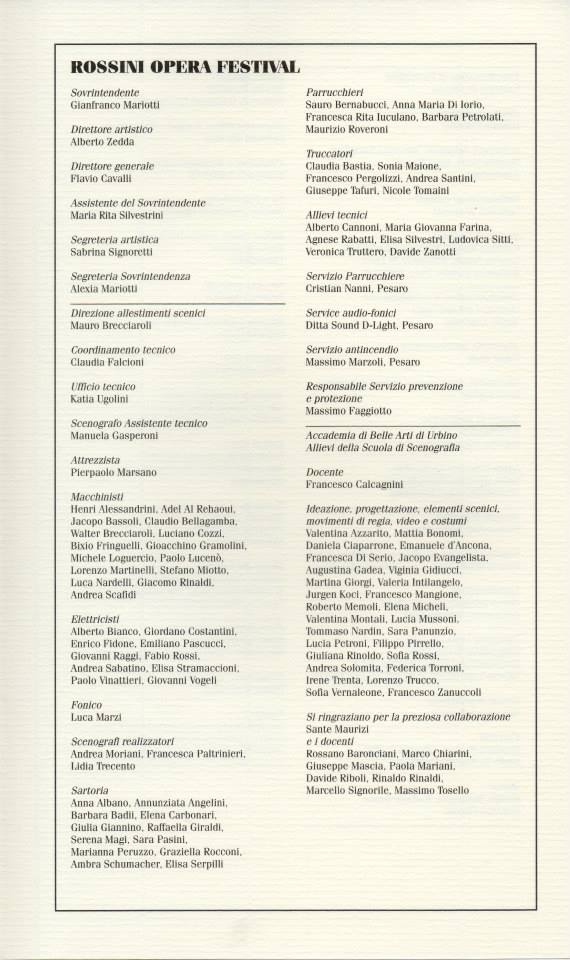 ROSSINI OPERA FESTIVAL
Sovrintendente
Gianfranco Mariotti
Direttore artistico
Alberto Zedda
Direttore generale
Flavio Cavalli
Assistente del Sovrintendente
Maria Rita Silvestrini
Segreteria artistica
Sabrina Signoretti
Segreteria Sovrintendenza
Alexia Mariotti
Direzione allestimenti scenici
Mauro Brecciaroli
Coordinamento tecnico
Claudia Falcioni
Ufficio tecnico
Katia Ugolini
Scenografo Assistente tecnico
Manuela Gasperoni
Attrezzista
Pierpaolo Marsano
Macchinisti
Henri Alessandrini, Adel Al Rehaoui,
Jacopo Bassoli, Claudio Bellagamba,
Walter Brecciaroli, Luciano Cozzi,
Bixio Fringuelli, Gioacchino Gramolini,
Michele Loguercio, Paolo Lucenò,
Lorenzo Martinelli, Stefano Miotto,
Luca Nardelli, Giacomo Rinaldi,
Andrea Scafidi
Elettricisti
Alberto Bianco, Giordano Costantini,
Enrico Fidone, Emiliano Pascucci,
Giovanni Raggi, Fabio Rossi,
Andrea Sabatino, Elisa Stramaccioni,
Paolo Vinattieri, Giovanni Vogeli
Fonico
Luca Marzi
Scenografi realizzatori
Andrea Moriani, Francesca Paltrinieri,
Lidia Trecento
Sartoria
Anna Albano, Annunziata Angelini,
Barbara Badii, Elena Carbonari,
Giulia Giannino, Raffaella Giraldi,
Serena Magi, Sara Pasini,
Marianna Peruzzo, Graziella Rocconi,
Ambra Schumacher, Elisa Serpilli
Parrucchieri
Sauro Bernabucci, Anna Maria Di Iorio,
Francesca Rita Iuculano, Barbara Petrolati,
Maurizio Roveroni
Truccatori
Claudia Bastia, Sonia Maione,
Francesco Pergolizzi, Andrea Santini,
Giuseppe Tafuri, Nicole Tomaini
Allievi tecnici
Alberto Cannoni, Maria Giovanna Farina,
Agnese Rabatti, Elisa Silvestri, Ludovica Sitti,
Veronica Truttero, Davide Zanotti
Servizio Parrucchiere
Cristian Nanni, Pesaro
Service audio-fonici
Ditta Sound D-Light, Pesaro
Servizio antincendio
Massimo Marzoli, Pesaro
Responsabile Servizio prevenzione
e protezione
Massimo Faggiotto
Accademia di Belle Arti di Urbino
Allievi della Scuola di Scenografia
Docente
Francesco Calcagnini
Ideazione, progettazione, elementi scenici,
movimenti di regia, video e costumi
Valentina Azzarito, Mattia Bonomi,
Daniela Ciaparrone, Emanuele d'Ancona,
Francesca Di Serio, Jacopo Evangelista,
Augustina Gadea, Viginia Gidiucci,
Martina Giorgi, Valeria Intilangelo,
Jurgen Koci, Francesco Mangione,
Roberto Memoli, Elena Micheli,
Valentina Montali, Lucia Mussoni,
Tommaso Nardin, Sara Panunzio,
Lucia Petroni, Filippo Pirrello,
Giuliana Rinoldo, Sofia Rossi,
Andrea Solomita, Federica Torroni,
Irene Trenta, Lorenzo Trucco,
Sofia Vernaleone, Francesco Zanuccoli
Si ringraziano per la preziosa collaborazione
Sante Maurizi
e i docenti
Rossano Baronciani, Marco Chiarini,
Giuseppe Mascia, Paola Mariani,
Davide Riboli, Rinaldo Rinaldi,
Marcello Signorile, Massimo Tosello